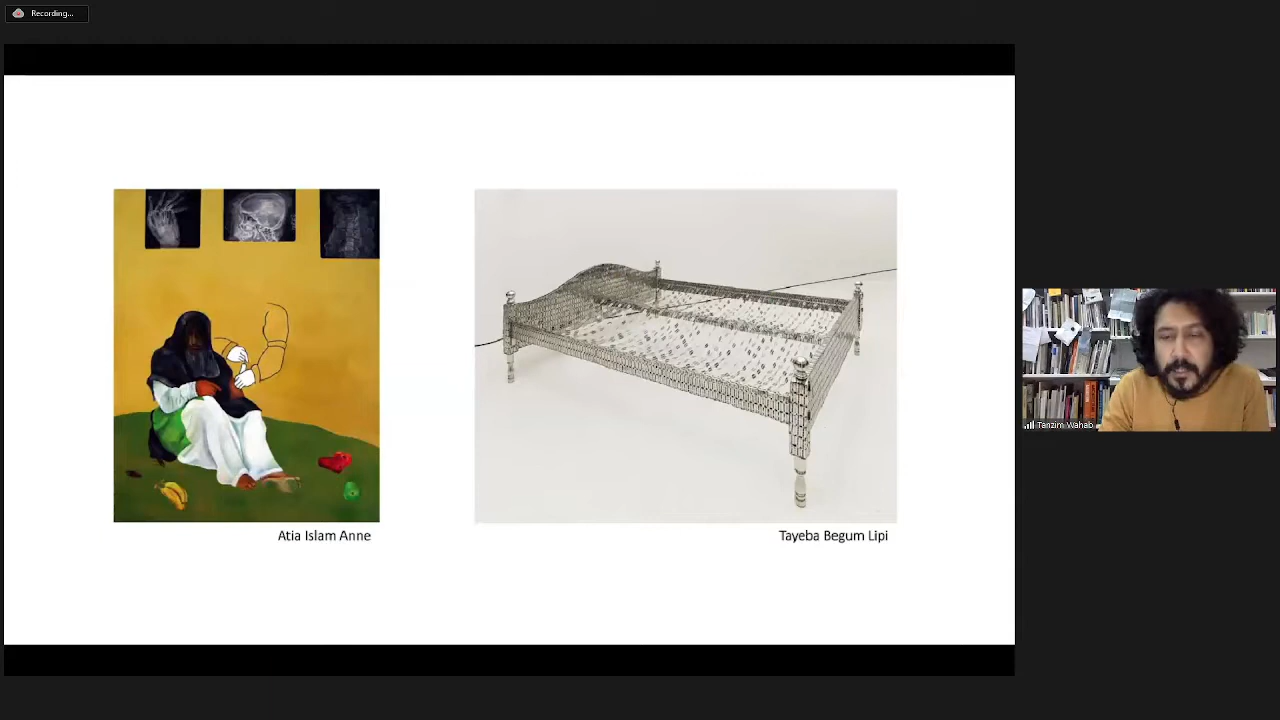 Recording...
Atia Islam Anne
Tayeba Begum Lipi
Tanzim Wahab